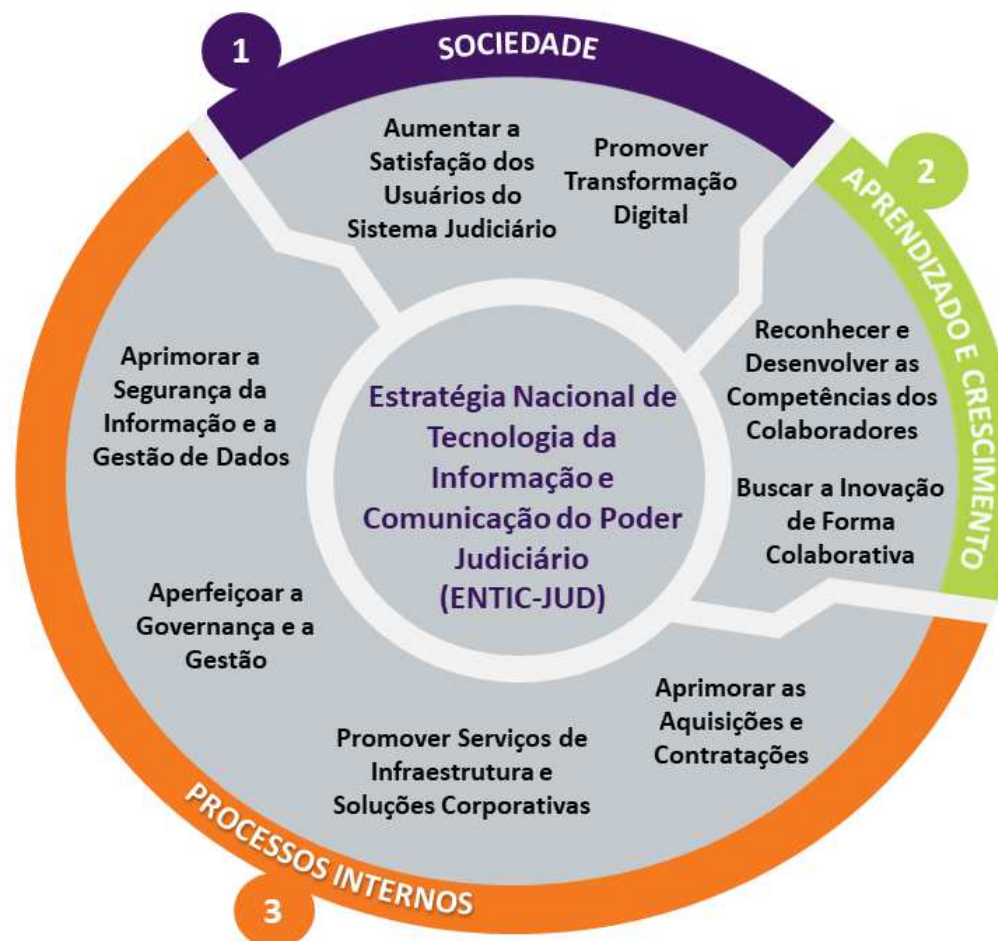 1
SOCIEDADE
Aumentar a
Satisfação dos
Usuários do
Sistema Judiciário
Promover
Transformação
Digital
2
APRENDIZADO E CRESCIMENTO
Reconhecer e
Desenvolver as
Competências dos
Colaboradores
Buscar a Inovação
de Forma
Colaborativa
Estratégia Nacional de
Tecnologia da
Informação e
Comunicação do Poder
Judiciário
(ENTIC-JUD)
Aprimorar a
Segurança da
Informação e a
Gestão de Dados
Aperfeiçoar a
Governança e a
Gestão
Promover Serviços de
Infraestrutura e
Soluções Corporativas
Aprimorar as
Aquisições e
Contratações
PROCESSOS INTERNOS
3